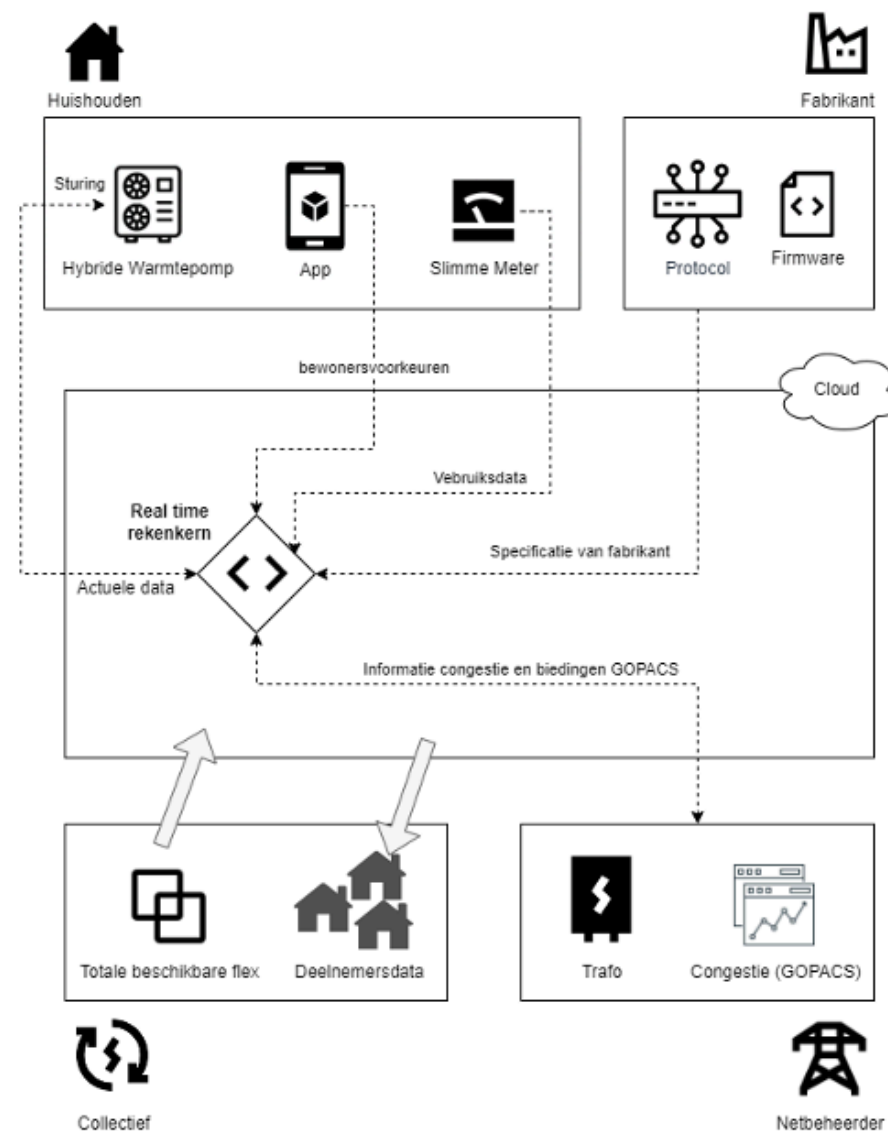 Huishouden
Fabrikant
Sturing
Hybride Warmtepomp
App
Slimme Meter
Protocol
Firmware
bewonersvoorkeuren
Cloud
Vebruiksdata
Real time
rekenkern
Specificatie van fabrikant
Actuele data
Informatie congestie en biedingen GOPACS
Totale beschikbare flex
Deelnemersdata
Trafo
Congestie (GOPACS)
Collectief
Netbeheerder